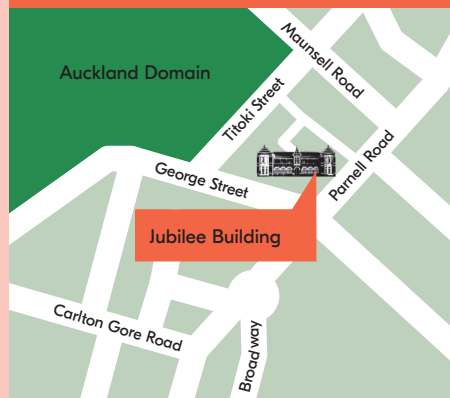 Maunsell Road
Auckland Domain
Titoki Street
Parnell Road
George Street
Jubilee Building
Carlton Gore Road
Broadway